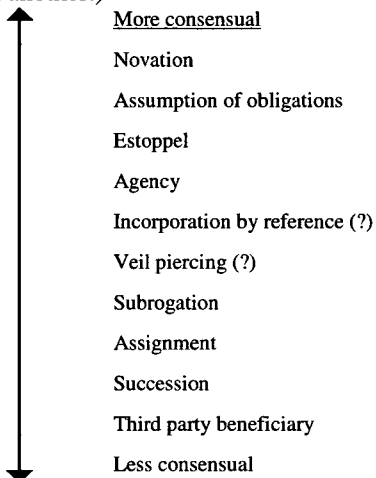 More consensual
Novation
Assumption of obligations
Estoppel
Agency
Incorporation by reference (?)
Veil piercing (?)
Subrogation
Assignment
Succession
Third party beneficiary
Less consensual